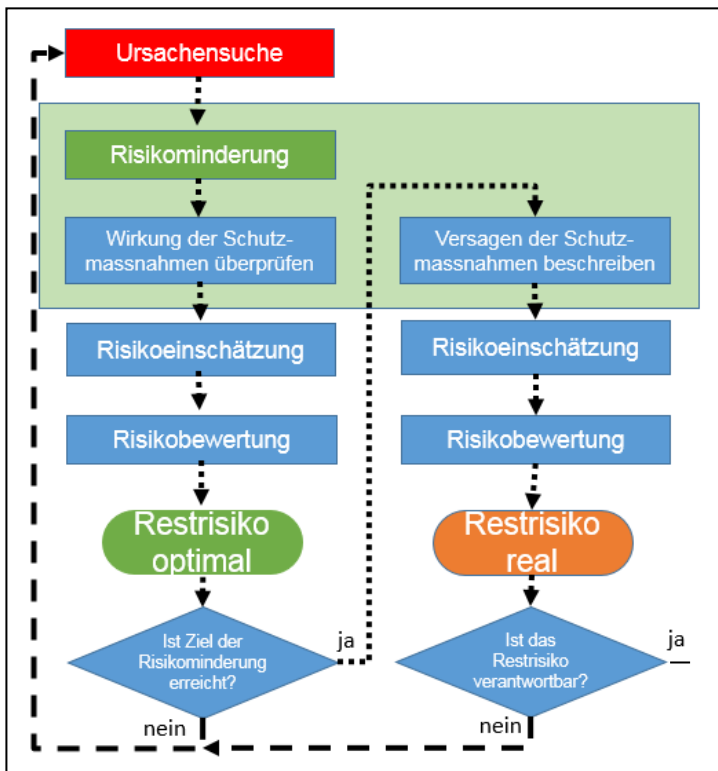 Ursachensuche
Risikominderung
Wirkung der Schutz-
massnahmen überprüfen
Risikoeinschätzung
Risikobewertung
Restrisiko
optimal
Ist Ziel der
Risikominderung
erreicht?
ja
nein
Versagen der Schutz-
massnahmen beschreiben
Risikoeinschätzung
Risikobewertung
Restrisiko
real
Ist das
Restrisiko
verantwortbar?
ja
nein